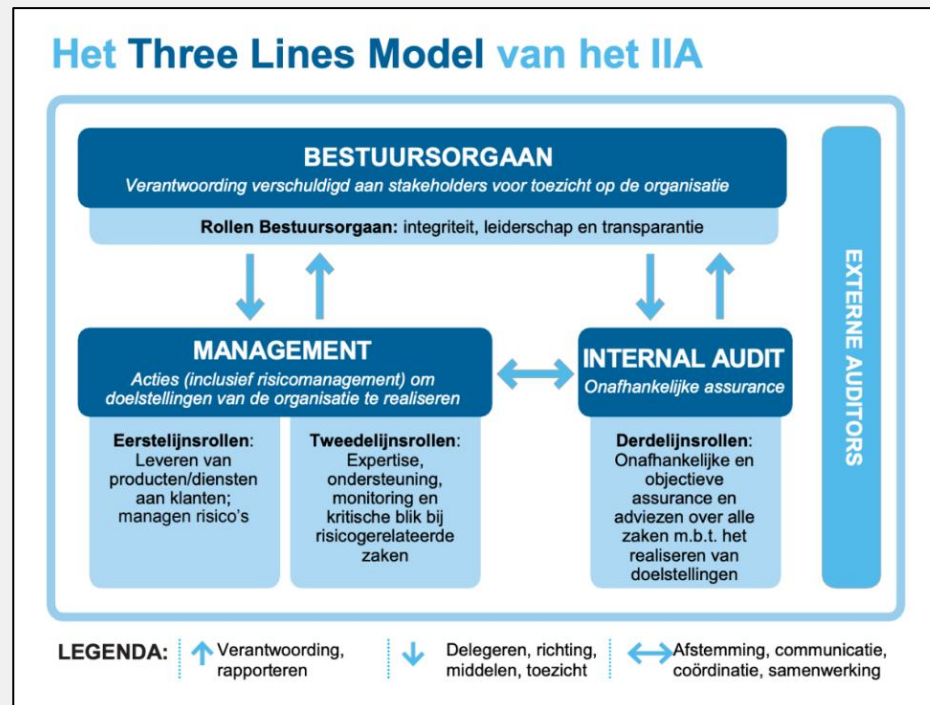 Het Three Lines Model van het IIA
BESTUURSORGAAN
Verantwoording verschuldigd aan stakeholders voor toezicht op de organisatie
Rollen Bestuursorgaan: integriteit, leiderschap en transparantie
MANAGEMENT
Acties (inclusief risicomanagement) om
doelstellingen van de organisatie te realiseren
Eerstelijnsrollen:
Leveren van
producten/diensten
aan klanten;
managen risico's
Tweedelijnsrollen:
Expertise,
ondersteuning,
monitoring en
kritische blik bij
risicogerelateerde
zaken
INTERNAL AUDIT
Onafhankelijke assurance
Derdelijnsrollen:
Onafhankelijke en
objectieve
assurance en
adviezen over alle
zaken m.b.t. het
realiseren van
doelstellingen
EXTERNE AUDITORS
LEGENDA:
Verantwoording,
rapporteren
Delegeren, richting,
middelen, toezicht
Afstemming, communicatie,
coördinatie, samenwerking